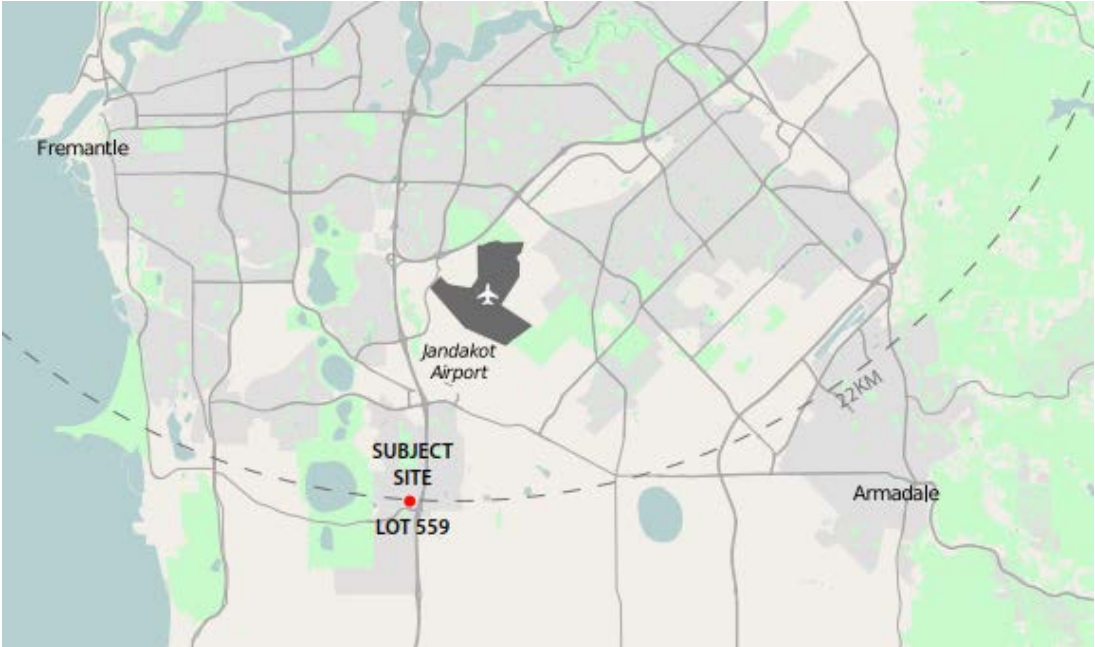 Fremantle
Jandakot
Airport
22KM
SUBJECT
SITE
Armadale
LOT 559